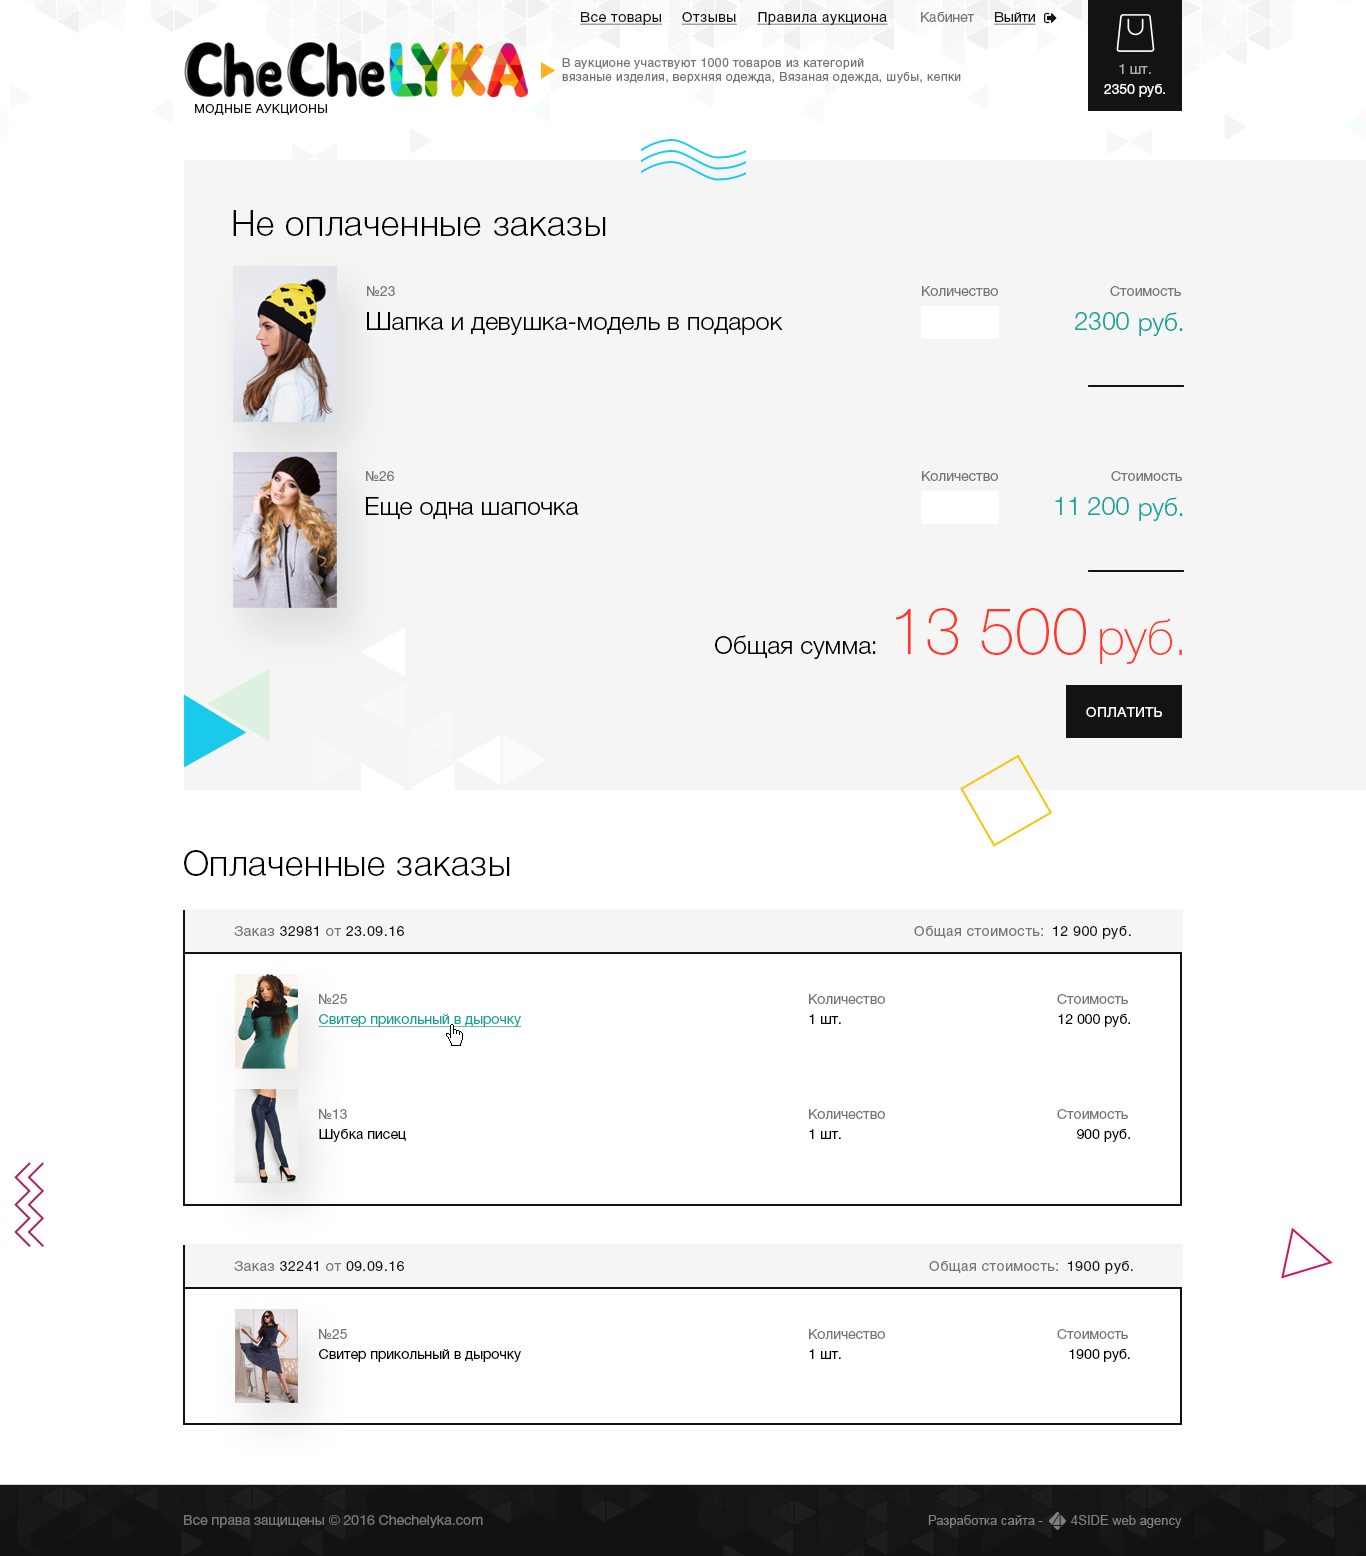 Все товары Отзывы Правила аукциона Кабинет Выйти
CheCheLYKA
МОДНЫЕ АУКЦИОНЫ
В аукционе участвуют 1000 товаров из категорий
вязаные изделия, верхняя одежда, Вязаная одежда, шубы, кепки
1 шт.
2350 руб.
Не оплаченные заказы
№23 Количество Стоимость
Шапка и девушка-модель в подарок 2300 руб.
№26 Количество Стоимость
Еще одна шапочка 11 200 руб.
Общая сумма: 13 500 руб.
ОПЛАТИТЬ
Оплаченные заказы
Заказ 32981 от 23.09.16 Общая стоимость: 12 900 руб.
№25 Количество Стоимость
Свитер прикольный в дырочку 1 шт. 12 000 руб.
№13 Количество Стоимость
Шубка писец 1 шт. 900 руб.
Заказ 32241 от 09.09.16 Общая стоимость: 1900 руб.
№25 Количество Стоимость
Свитер прикольный в дырочку 1 шт. 1900 руб.
Все права защищены © 2016 Chechelyka.com Разработка сайта - 4SIDE web agency